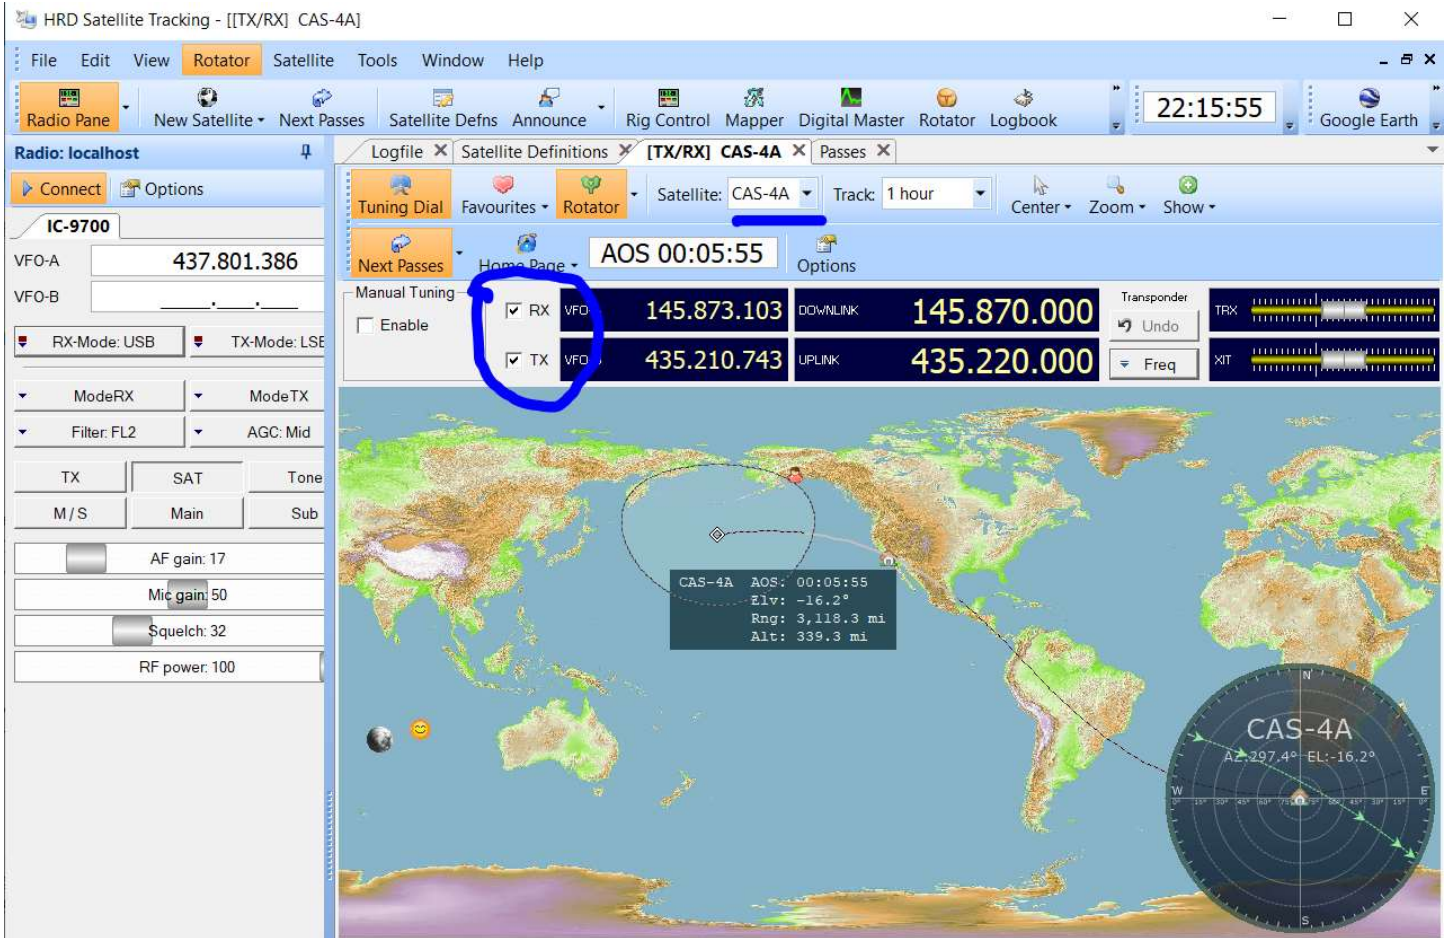 HRD Satellite Tracking - [[TX/RX] CAS-4A]
File Edit View Rotator Satellite Tools Window Help
Radio Pane New Satellite Next Passes Satellite Defns Announce Rig Control Mapper Digital Master Rotator Logbook 22:15:55 Google Earth
Radio: localhost
Logfile Satellite Definitions [TX/RX] CAS-4A Passes
Connect Options
Tuning Dial Favourites Rotator Satellite: CAS-4A Track: 1 hour Center Zoom Show
IC-9700
Next Passes Home Page AOS 00:05:55 Options
VFO-A 437.801.386
VFO-B ___.___.___
Manual Tuning
Enable
RX 145.873.103 DOWNLINK 145.870.000
TX 435.210.743 UPLINK 435.220.000
Transponder
Undo
Freq
TRX
XIT
RX-Mode: USB TX-Mode: LSB
ModeRX ModeTX
Filter: FL2 AGC: Mid
TX SAT Tone
M / S Main Sub
AF gain: 17
Mic gain: 50
Squelch: 32
RF power: 100
CAS-4A AOS: 00:05:55
Elv: -16.2°
Rng: 3,118.3 mi
Alt: 339.3 mi
N
CAS-4A
AZ:297.4° EL:-16.2°
W E
S